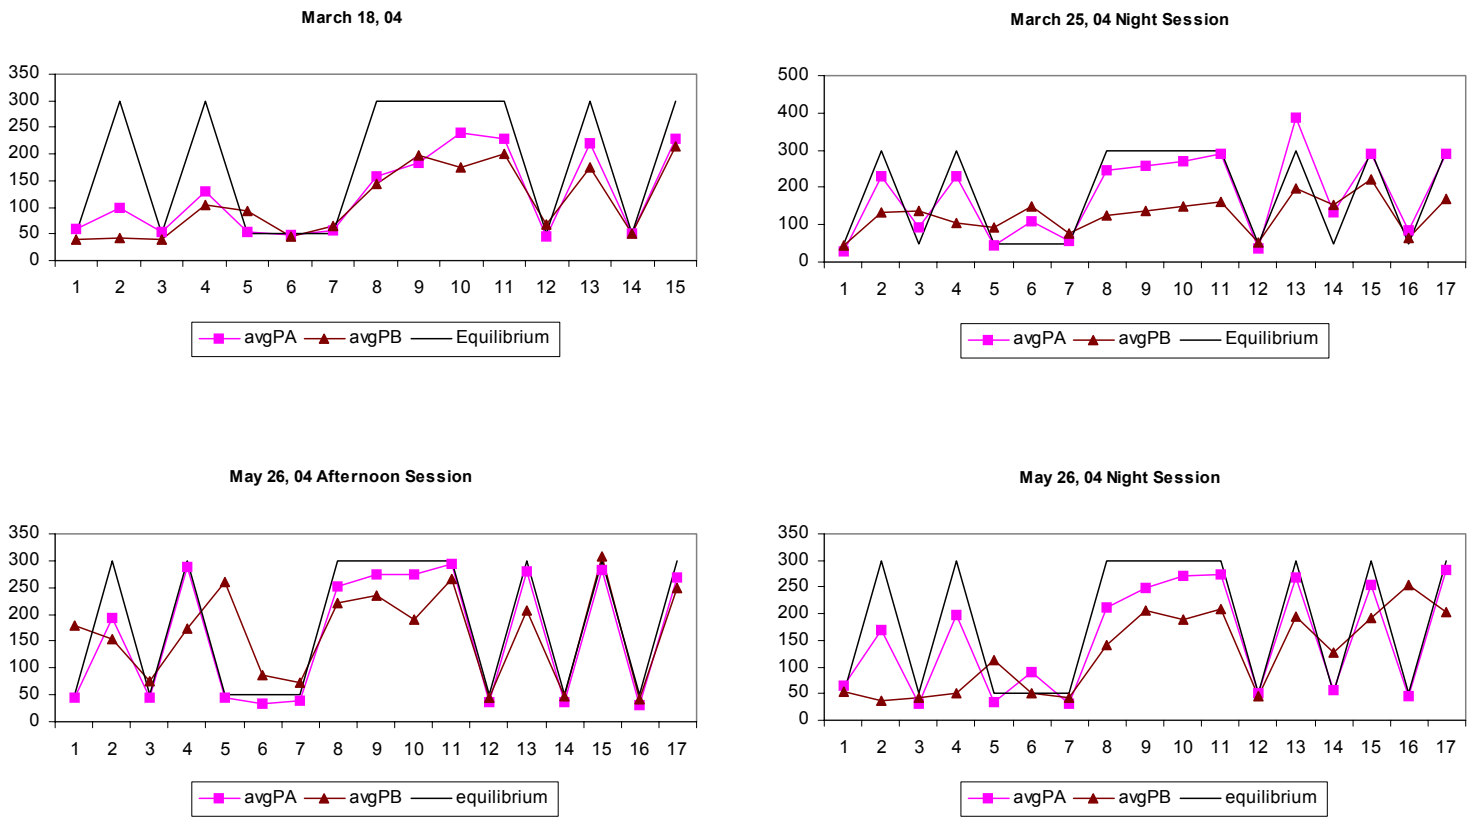 March 18, 04
350
300
250
200
150
100
50
0
1 2 3 4 5 6 7 8 9 10 11 12 13 14 15
avgPA avgPB Equilibrium
March 25, 04 Night Session
500
400
300
200
100
0
1 2 3 4 5 6 7 8 9 10 11 12 13 14 15 16 17
avgPA avgPB Equilibrium
May 26, 04 Afternoon Session
350
300
250
200
150
100
50
0
1 2 3 4 5 6 7 8 9 10 11 12 13 14 15 16 17
avgPA avgPB equilibrium
May 26, 04 Night Session
350
300
250
200
150
100
50
0
1 2 3 4 5 6 7 8 9 10 11 12 13 14 15 16 17
avgPA avgPB equilibrium